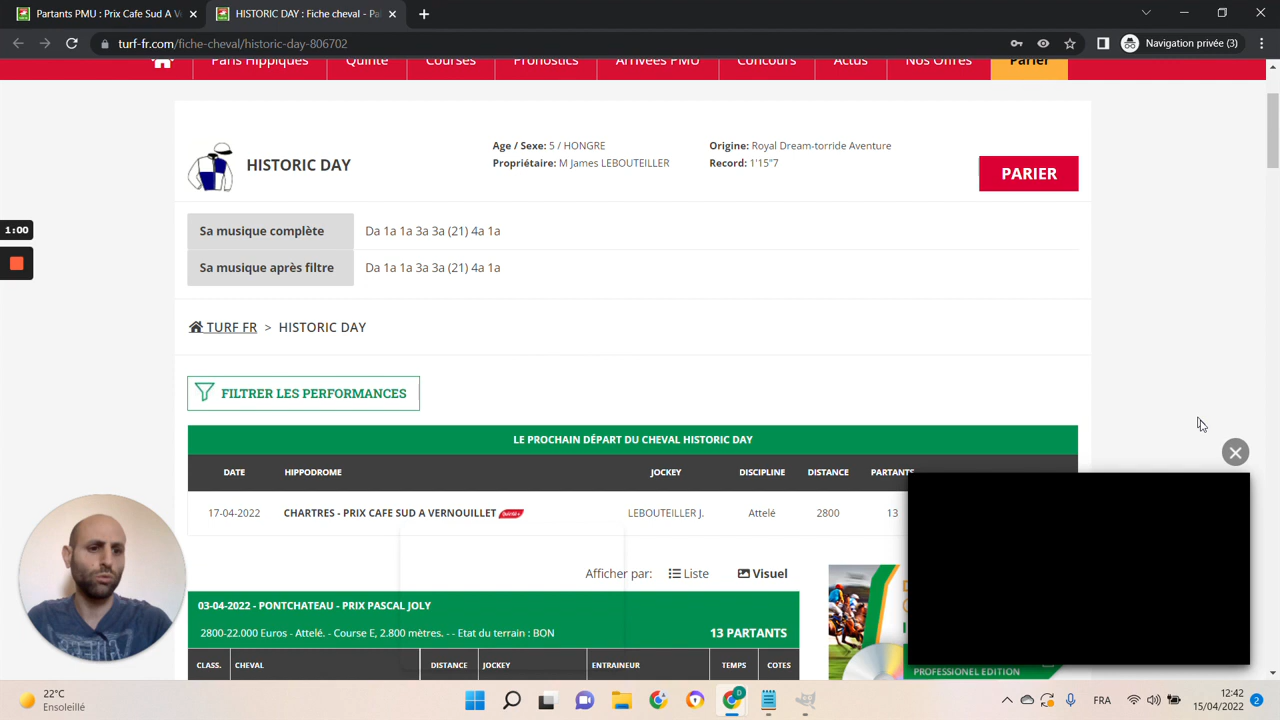 Partants PMU : Prix Cafe Sud A V
HISTORIC DAY : Fiche cheval - Pa
turf-fr.com/fiche-cheval/historic-day-806702
Navigation privée (3)
Paris Hippiques Quinté Courses Pronostics Arrivées PMU Concours Actus Nos Offres Parier
HISTORIC DAY
Age / Sexe: 5 / HONGRE
Origine: Royal Dream-torride Aventure
Propriétaire: M James LEBOUTEILLER
Record: 1'15"7
PARIER
Sa musique complète Da 1a 1a 3a 3a (21) 4a 1a
Sa musique après filtre Da 1a 1a 3a 3a (21) 4a 1a
1:00
TURF FR > HISTORIC DAY
FILTRER LES PERFORMANCES
LE PROCHAIN DÉPART DU CHEVAL HISTORIC DAY
DATE HIPPODROME JOCKEY DISCIPLINE DISTANCE PARTANTS
17-04-2022 CHARTRES - PRIX CAFE SUD A VERNOUILLET LEBOUTEILLER J. Attelé 2800 13
Afficher par: Liste Visuel
03-04-2022 - PONTCHATEAU - PRIX PASCAL JOLY
2800-22.000 Euros - Attelé. - Course E, 2.800 mètres. - - Etat du terrain : BON 13 PARTANTS
CLASS. CHEVAL DISTANCE JOCKEY ENTRAINEUR TEMPS COTES
PROFESSIONEL EDITION
22°C
Ensoleillé
FRA
12:42
15/04/2022
2